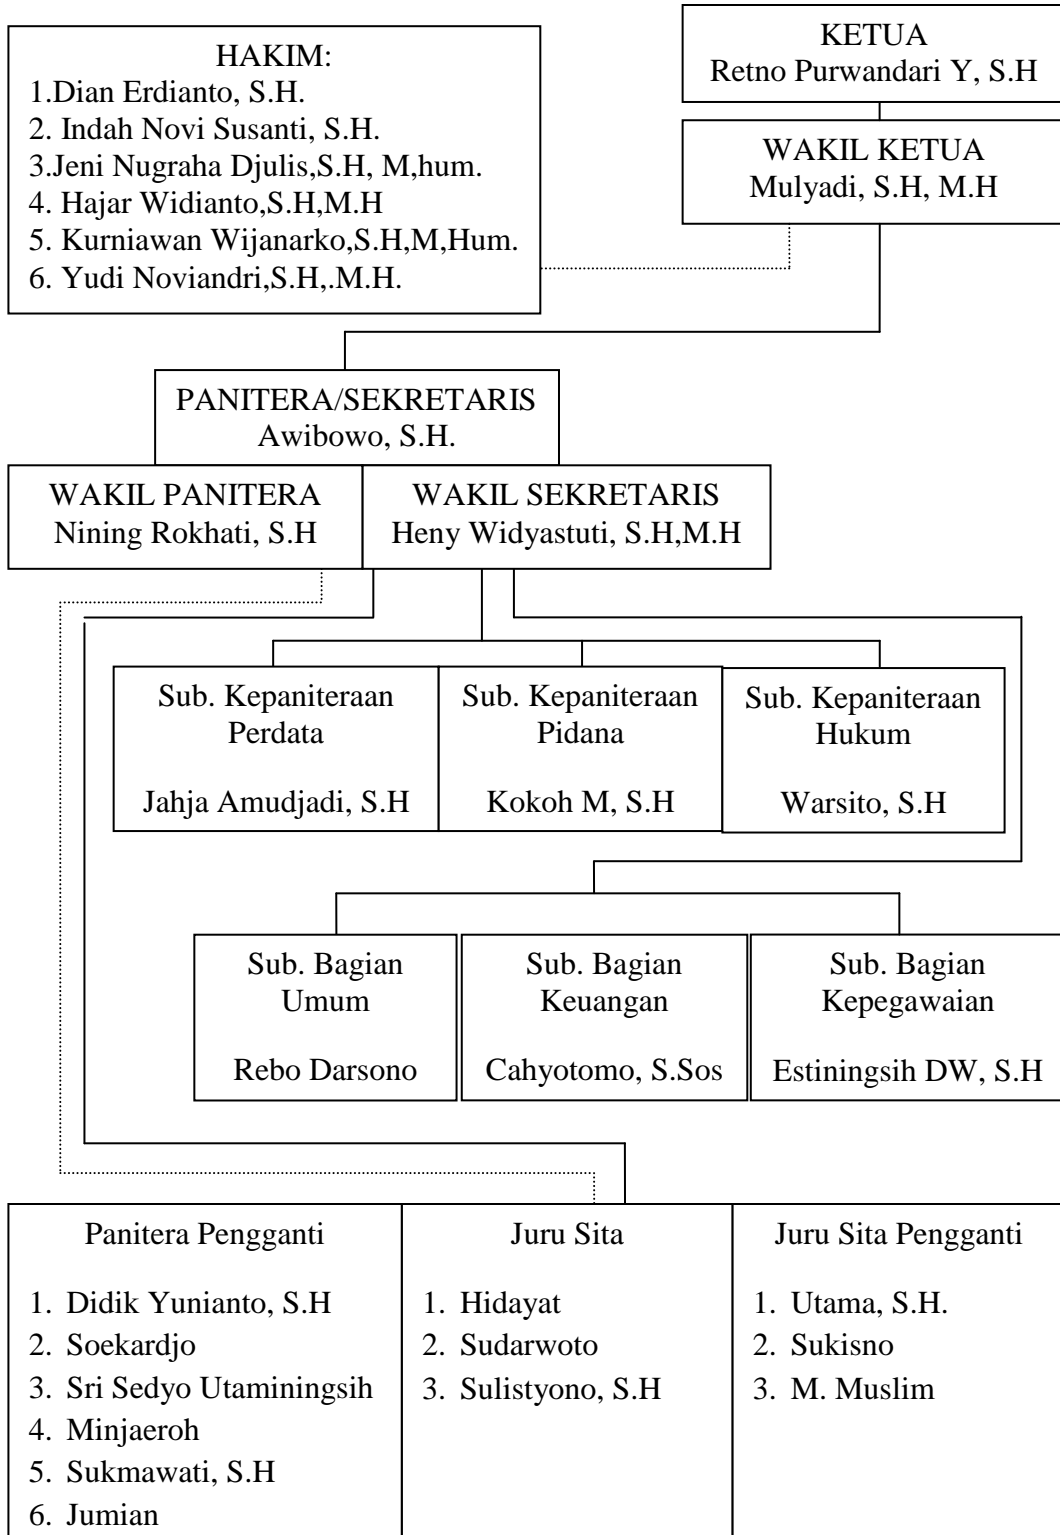 KETUA
Retno Purwandari Y, S.H
HAKIM:
1.Dian Erdianto, S.H.
2. Indah Novi Susanti, S.H.
3.Jeni Nugraha Djulis,S.H, M,hum.
4. Hajar Widianto,S.H,M.H
5. Kurniawan Wijanarko,S.H,M,Hum.
6. Yudi Noviandri,S.H,.M.H.
WAKIL KETUA
Mulyadi, S.H, M.H
PANITERA/SEKRETARIS
Awibowo, S.H.
WAKIL PANITERA
Nining Rokhati, S.H
WAKIL SEKRETARIS
Heny Widyastuti, S.H,M.H
Sub. Kepaniteraan
Perdata
Jahja Amudjadi, S.H
Sub. Kepaniteraan
Pidana
Kokoh M, S.H
Sub. Kepaniteraan
Hukum
Warsito, S.H
Sub. Bagian
Umum
Rebo Darsono
Sub. Bagian
Keuangan
Cahyotomo, S.Sos
Sub. Bagian
Kepegawaian
Estiningsih DW, S.H
Panitera Pengganti
1. Didik Yunianto, S.H
2. Soekardjo
3. Sri Sedyo Utaminingsih
4. Minjaeroh
5. Sukmawati, S.H
6. Jumian
Juru Sita
1. Hidayat
2. Sudarwoto
3. Sulistyono, S.H
Juru Sita Pengganti
1. Utama, S.H.
2. Sukisno
3. M. Muslim